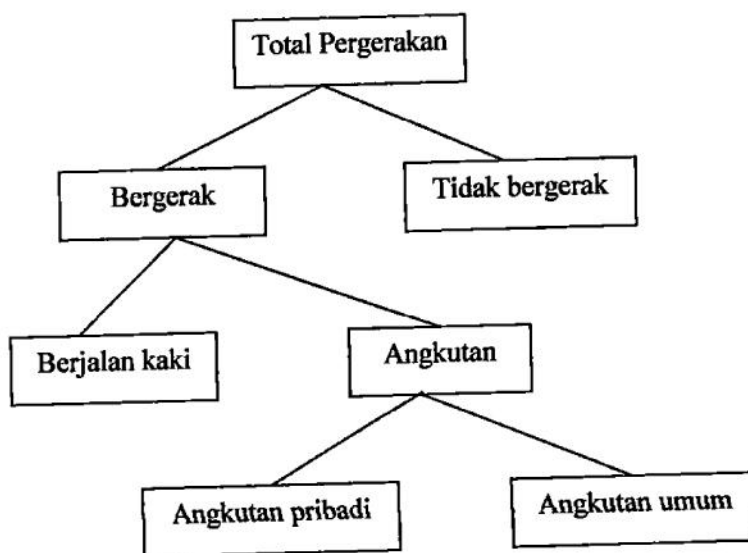 Total Pergerakan
Bergerak
Tidak bergerak
Berjalan kaki
Angkutan
Angkutan pribadi
Angkutan umum